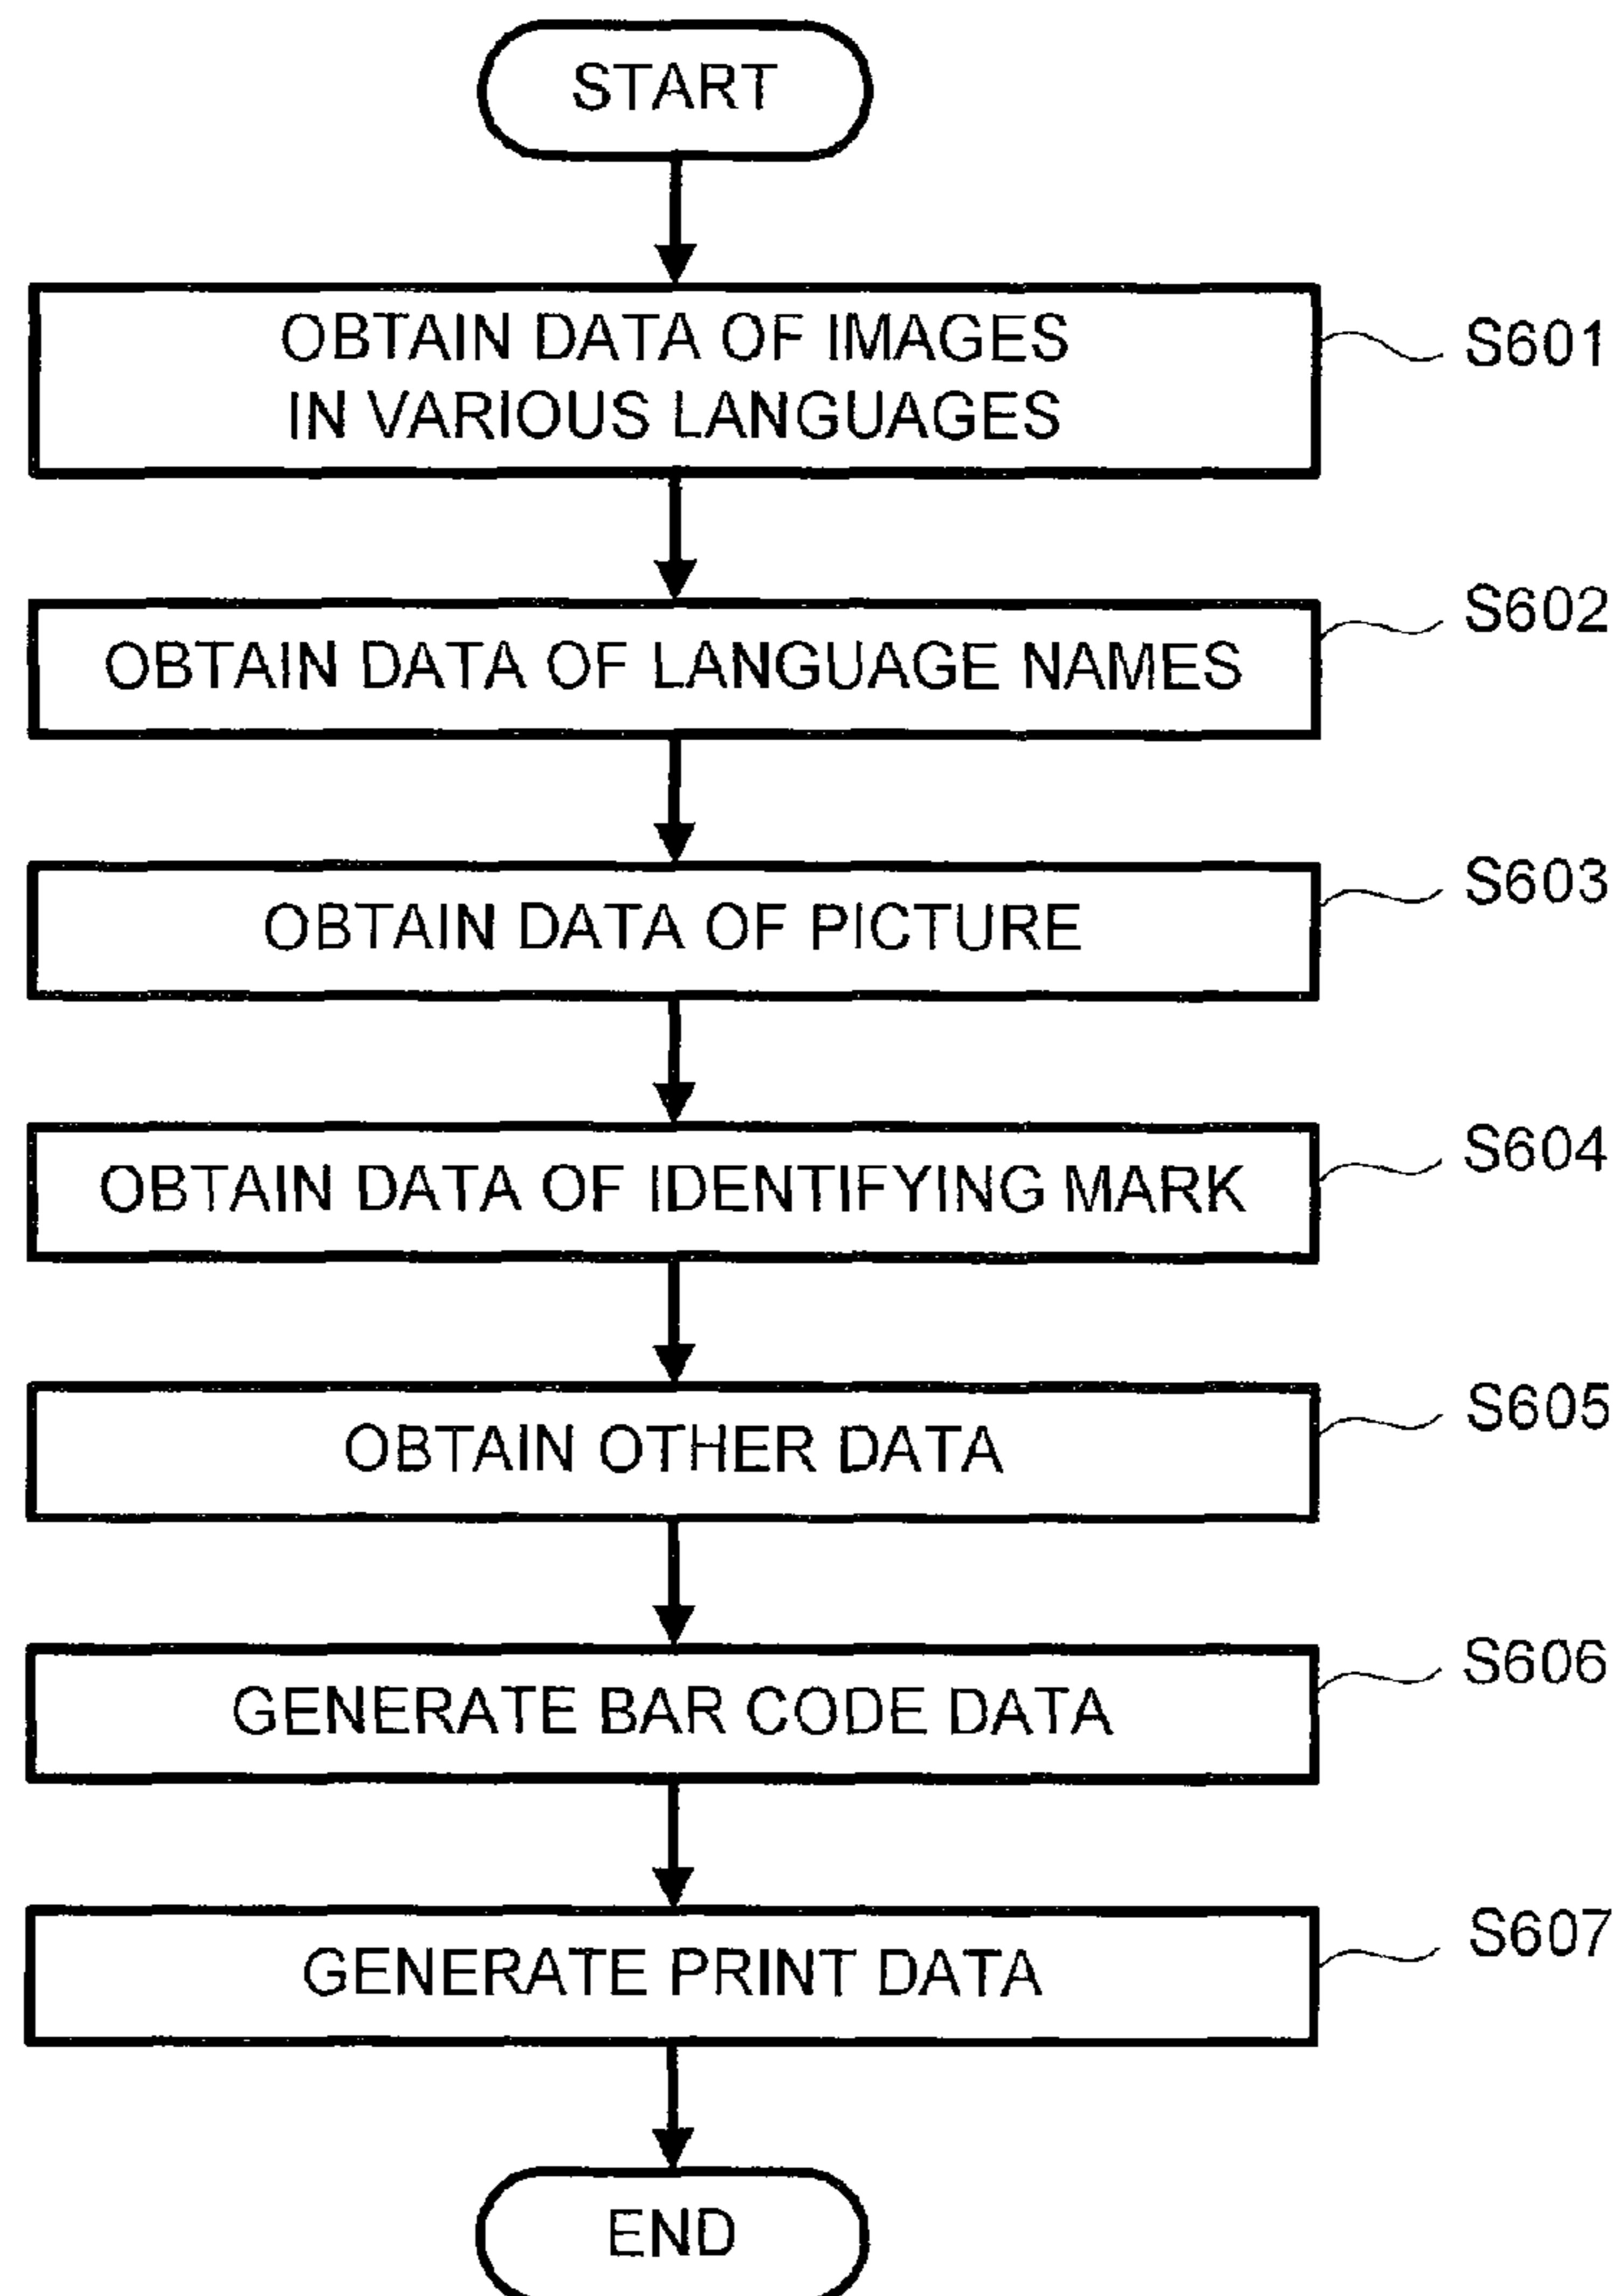 START
OBTAIN DATA OF IMAGES
IN VARIOUS LANGUAGES
S601
OBTAIN DATA OF LANGUAGE NAMES
S602
OBTAIN DATA OF PICTURE
S603
OBTAIN DATA OF IDENTIFYING MARK
S604
OBTAIN OTHER DATA
S605
GENERATE BAR CODE DATA
S606
GENERATE PRINT DATA
S607
END